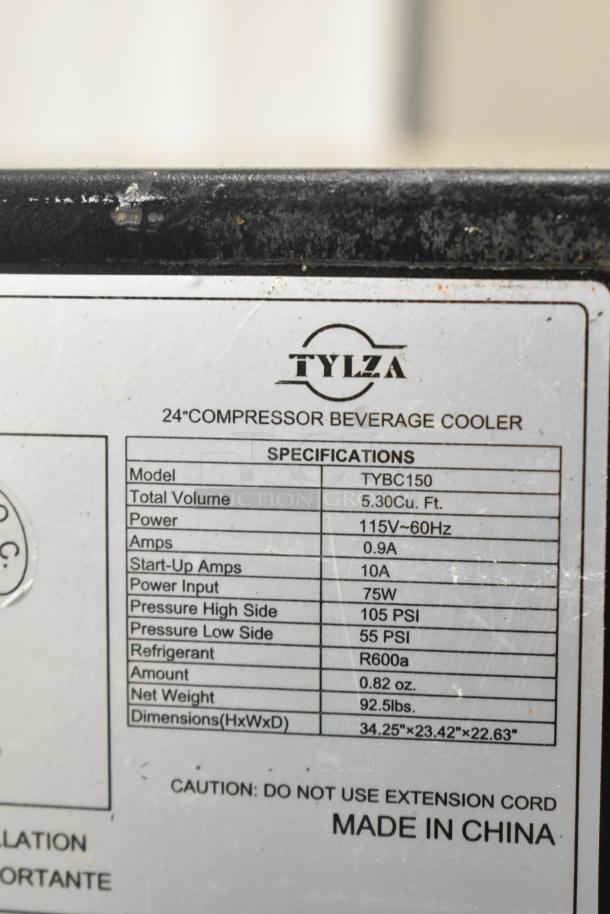 TYLZA
24"COMPRESSOR BEVERAGE COOLER
SPECIFICATIONS
Model TYBC150
Total Volume 5.30Cu. Ft.
Power 115V~60Hz
Amps 0.9A
Start-Up Amps 10A
Power Input 75W
Pressure High Side 105 PSI
Pressure Low Side 55 PSI
Refrigerant R600a
Amount 0.82 oz.
Net Weight 92.5lbs.
Dimensions(HxWxD) 34.25"×23.42"×22.63"
CAUTION: DO NOT USE EXTENSION CORD
MADE IN CHINA
LLATION
ORTANTE
O.C.